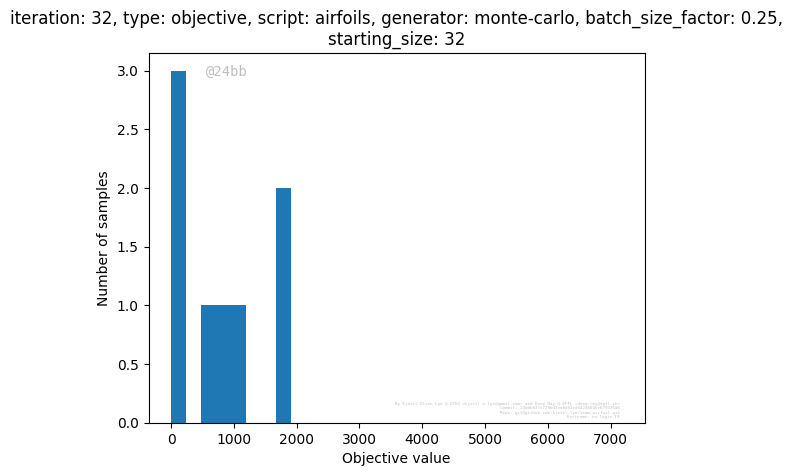 iteration: 32, type: objective, script: airfoils, generator: monte-carlo, batch_size_factor: 0.25,
starting_size: 32
@24bb
3.0
2.5
2.0
1.5
1.0
0.5
0.0
Number of samples
0 1000 2000 3000 4000 5000 6000 7000
Objective value